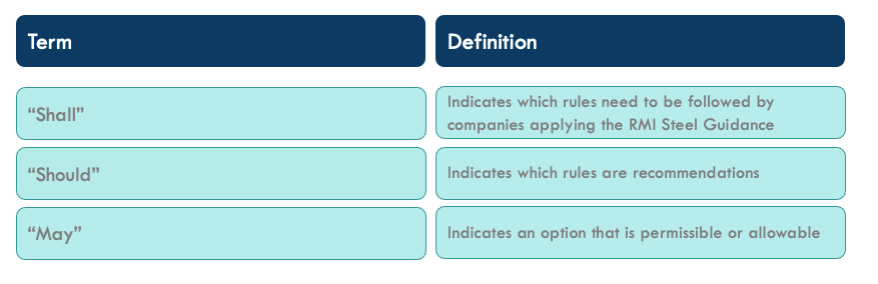 Term
Definition
“Shall”
Indicates which rules need to be followed by
companies applying the RMI Steel Guidance
“Should”
Indicates which rules are recommendations
“May”
Indicates an option that is permissible or allowable